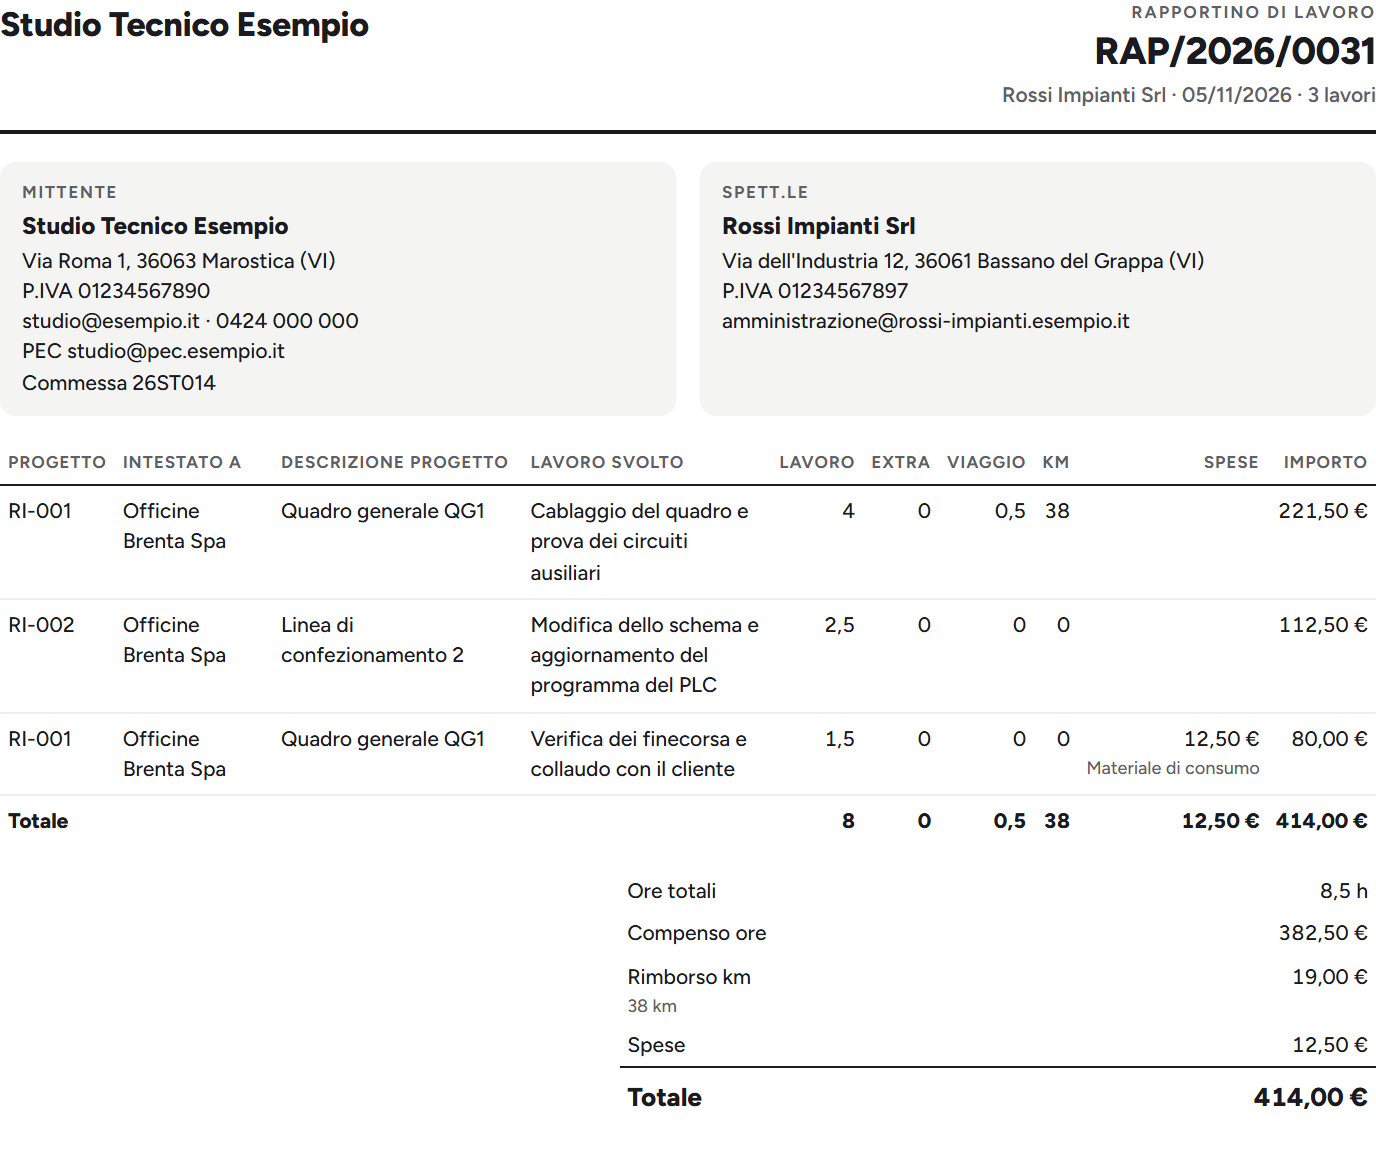 Studio Tecnico Esempio
RAPPORTINO DI LAVORO
RAP/2026/0031
Rossi Impianti Srl · 05/11/2026 · 3 lavori
MITTENTE
Studio Tecnico Esempio
Via Roma 1, 36063 Marostica (VI)
P.IVA 01234567890
studio@esempio.it · 0424 000 000
PEC studio@pec.esempio.it
Commessa 26ST014
SPETT.LE
Rossi Impianti Srl
Via dell'Industria 12, 36061 Bassano del Grappa (VI)
P.IVA 01234567897
amministrazione@rossi-impianti.esempio.it
PROGETTO INTESTATO A DESCRIZIONE PROGETTO LAVORO SVOLTO LAVORO EXTRA VIAGGIO KM SPESE IMPORTO
RI-001 Officine Quadro generale QG1 Cablaggio del quadro e 4 0 0,5 38 221,50 €
Brenta Spa prova dei circuiti
ausiliari
RI-002 Officine Linea di Modifica dello schema e 2,5 0 0 0 112,50 €
Brenta Spa confezionamento 2 aggiornamento del
programma del PLC
RI-001 Officine Quadro generale QG1 Verifica dei finecorsa e 1,5 0 0 0 12,50 € 80,00 €
Brenta Spa collaudo con il cliente Materiale di consumo
Totale 8 0 0,5 38 12,50 € 414,00 €
Ore totali 8,5 h
Compenso ore 382,50 €
Rimborso km 19,00 €
38 km
Spese 12,50 €
Totale 414,00 €